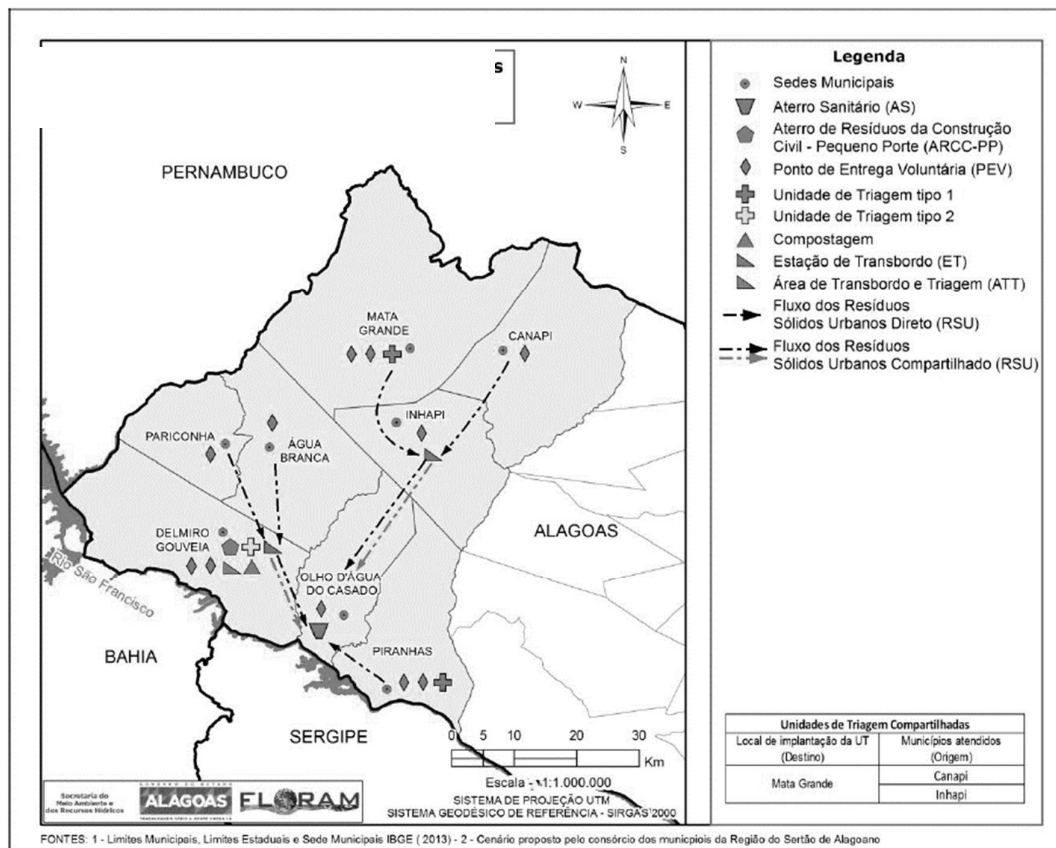 s
N
W E
S
PERNAMBUCO
MATA
GRANDE
CANAPI
INHAPI
PARICONHA
ÁGUA
BRANCA
ALAGOAS
DELMIRO
GOUVEIA
OLHO D'ÁGUA
DO CASADO
Rio São Francisco
PIRANHAS
BAHIA
SERGIPE
0 5 10 20 30
Km
Escala - 1:1.000.000
SISTEMA DE PROJEÇÃO UTM
SISTEMA GEODÉSICO DE REFERÊNCIA - SIRGAS 2000
Secretaria do
Meio Ambiente e
dos Recursos Hídricos
GOVERNO DO ESTADO
ALAGOAS
FLORAM
Legenda
Sedes Municipais
Aterro Sanitário (AS)
Aterro de Resíduos da Construção
Civil - Pequeno Porte (ARCC-PP)
Ponto de Entrega Voluntária (PEV)
Unidade de Triagem tipo 1
Unidade de Triagem tipo 2
Compostagem
Estação de Transbordo (ET)
Área de Transbordo e Triagem (ATT)
Fluxo dos Resíduos
Sólidos Urbanos Direto (RSU)
Fluxo dos Resíduos
Sólidos Urbanos Compartilhado (RSU)
Unidades de Triagem Compartilhadas
Local de implantação da UT Municípios atendidos
(Destino) (Origem)
Mata Grande
Canapi
Inhapi
FONTES: 1 - Limites Municipais, Limites Estaduais e Sede Municipais IBGE ( 2013) - 2 - Cenário proposto pelo consórcio dos municpiois da Região do Sertão de Alagoano